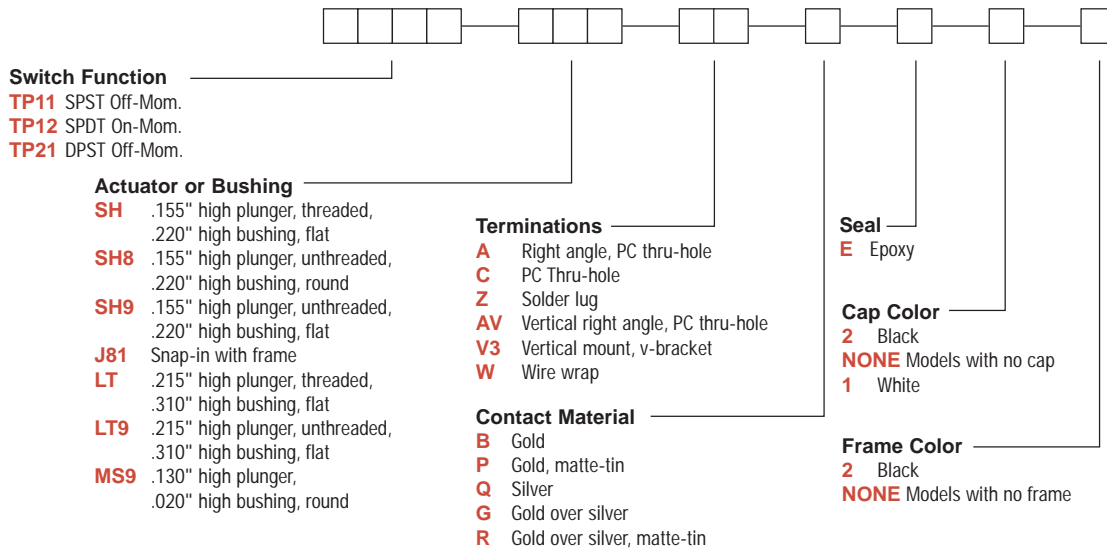 Switch Function
TP11 SPST Off-Mom.
TP12 SPDT On-Mom.
TP21 DPST Off-Mom.
Actuator or Bushing
SH .155" high plunger, threaded,
.220" high bushing, flat
SH8 .155" high plunger, unthreaded,
.220" high bushing, round
SH9 .155" high plunger, unthreaded,
.220" high bushing, flat
J81 Snap-in with frame
LT .215" high plunger, threaded,
.310" high bushing, flat
LT9 .215" high plunger, unthreaded,
.310" high bushing, flat
MS9 .130" high plunger,
.020" high bushing, round
Terminations
A Right angle, PC thru-hole
C PC Thru-hole
Z Solder lug
AV Vertical right angle, PC thru-hole
V3 Vertical mount, v-bracket
W Wire wrap
Contact Material
B Gold
P Gold, matte-tin
Q Silver
G Gold over silver
R Gold over silver, matte-tin
Seal
E Epoxy
Cap Color
2 Black
NONE Models with no cap
1 White
Frame Color
2 Black
NONE Models with no frame